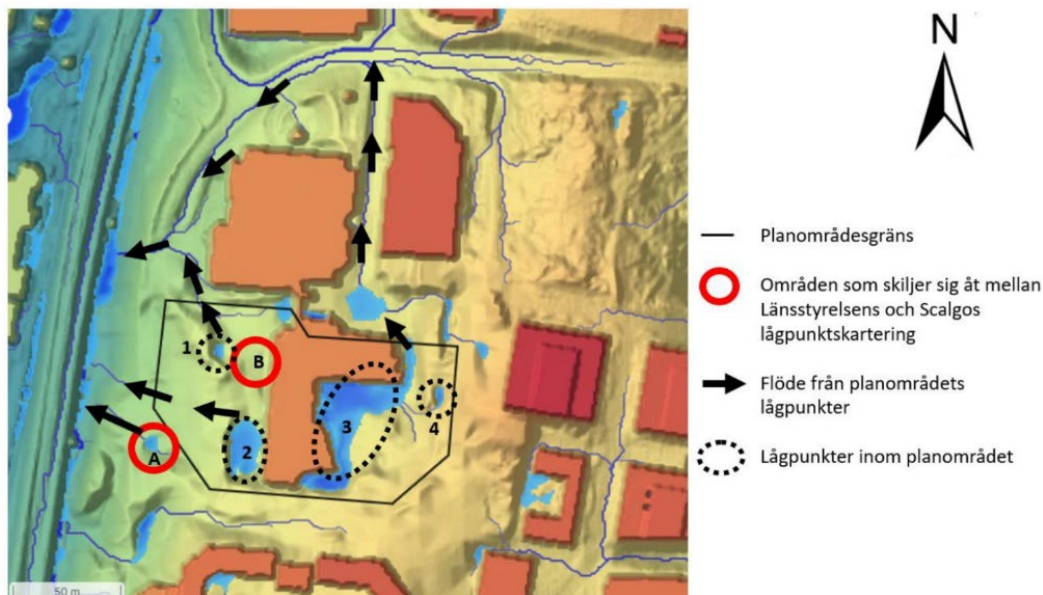 N
1
B
A
2
3
4
50 m
Planområdesgräns
Områden som skiljer sig åt mellan
Länsstyrelsens och Scalgos
lågpunktskartering
Flöde från planområdets
lågpunkter
Lågpunkter inom planområdet